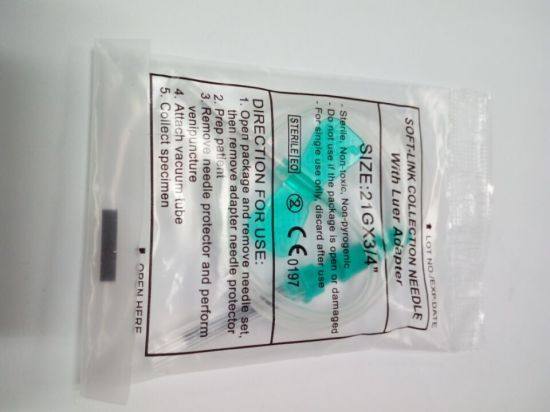 ★ LOT NO./EXP.DATE
SOFT-LINK COLLECTION NEEDLE
With Luer Adapter
SIZE:21GX3/4"
- Sterile, Non-toxic, Non-pyrogenic
- Do not use if the package is open or damaged
- For single use only, discard after use
STERILE EO 2 CE 0197
DIRECTION FOR USE:
1. Open package and remove needle set,
then remove adapter needle protector
2. Prep patient
3. Remove needle protector and perform
venipuncture
4. Attach vacuum tube
5. Collect specimen
■ OPEN HERE